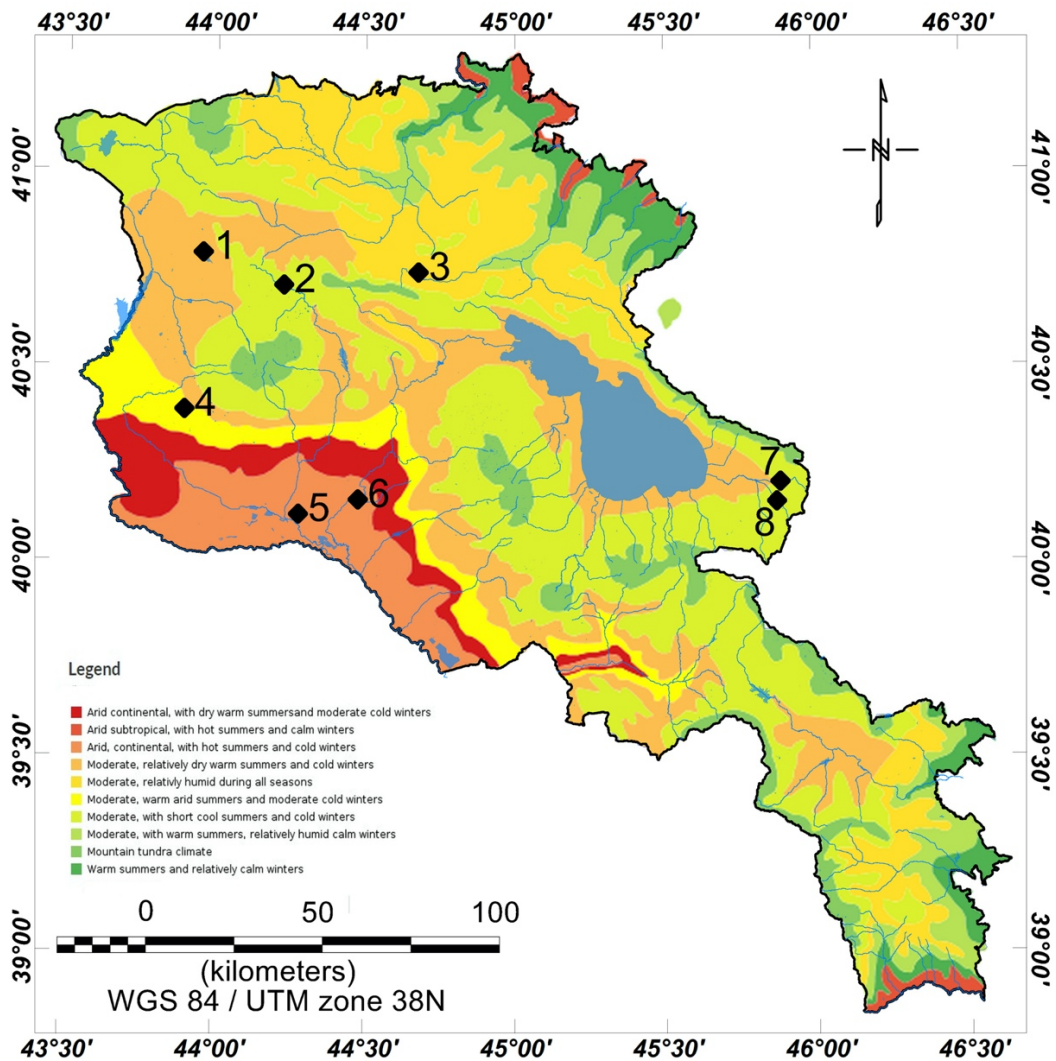 43°30' 44°00' 44°30' 45°00' 45°30' 46°00' 46°30'
41°00' 41°00'
N
1
2
3
40°30' 40°30'
4
7
5 6
8
40°00' 40°00'
Legend
Arid continental, with dry warm summersand moderate cold winters
Arid subtropical, with hot summers and calm winters
Arid, continental, with hot summers and cold winters
Moderate, relatively dry warm summers and cold winters
Moderate, relativly humid during all seasons
Moderate, warm arid summers and moderate cold winters
Moderate, with short cool summers and cold winters
Moderate, with warm summers, relatively humid calm winters
Mountain tundra climate
Warm summers and relatively calm winters
39°30' 39°30'
0 50 100
(kilometers)
WGS 84 / UTM zone 38N
39°00' 39°00'
43°30' 44°00' 44°30' 45°00' 45°30' 46°00' 46°30'